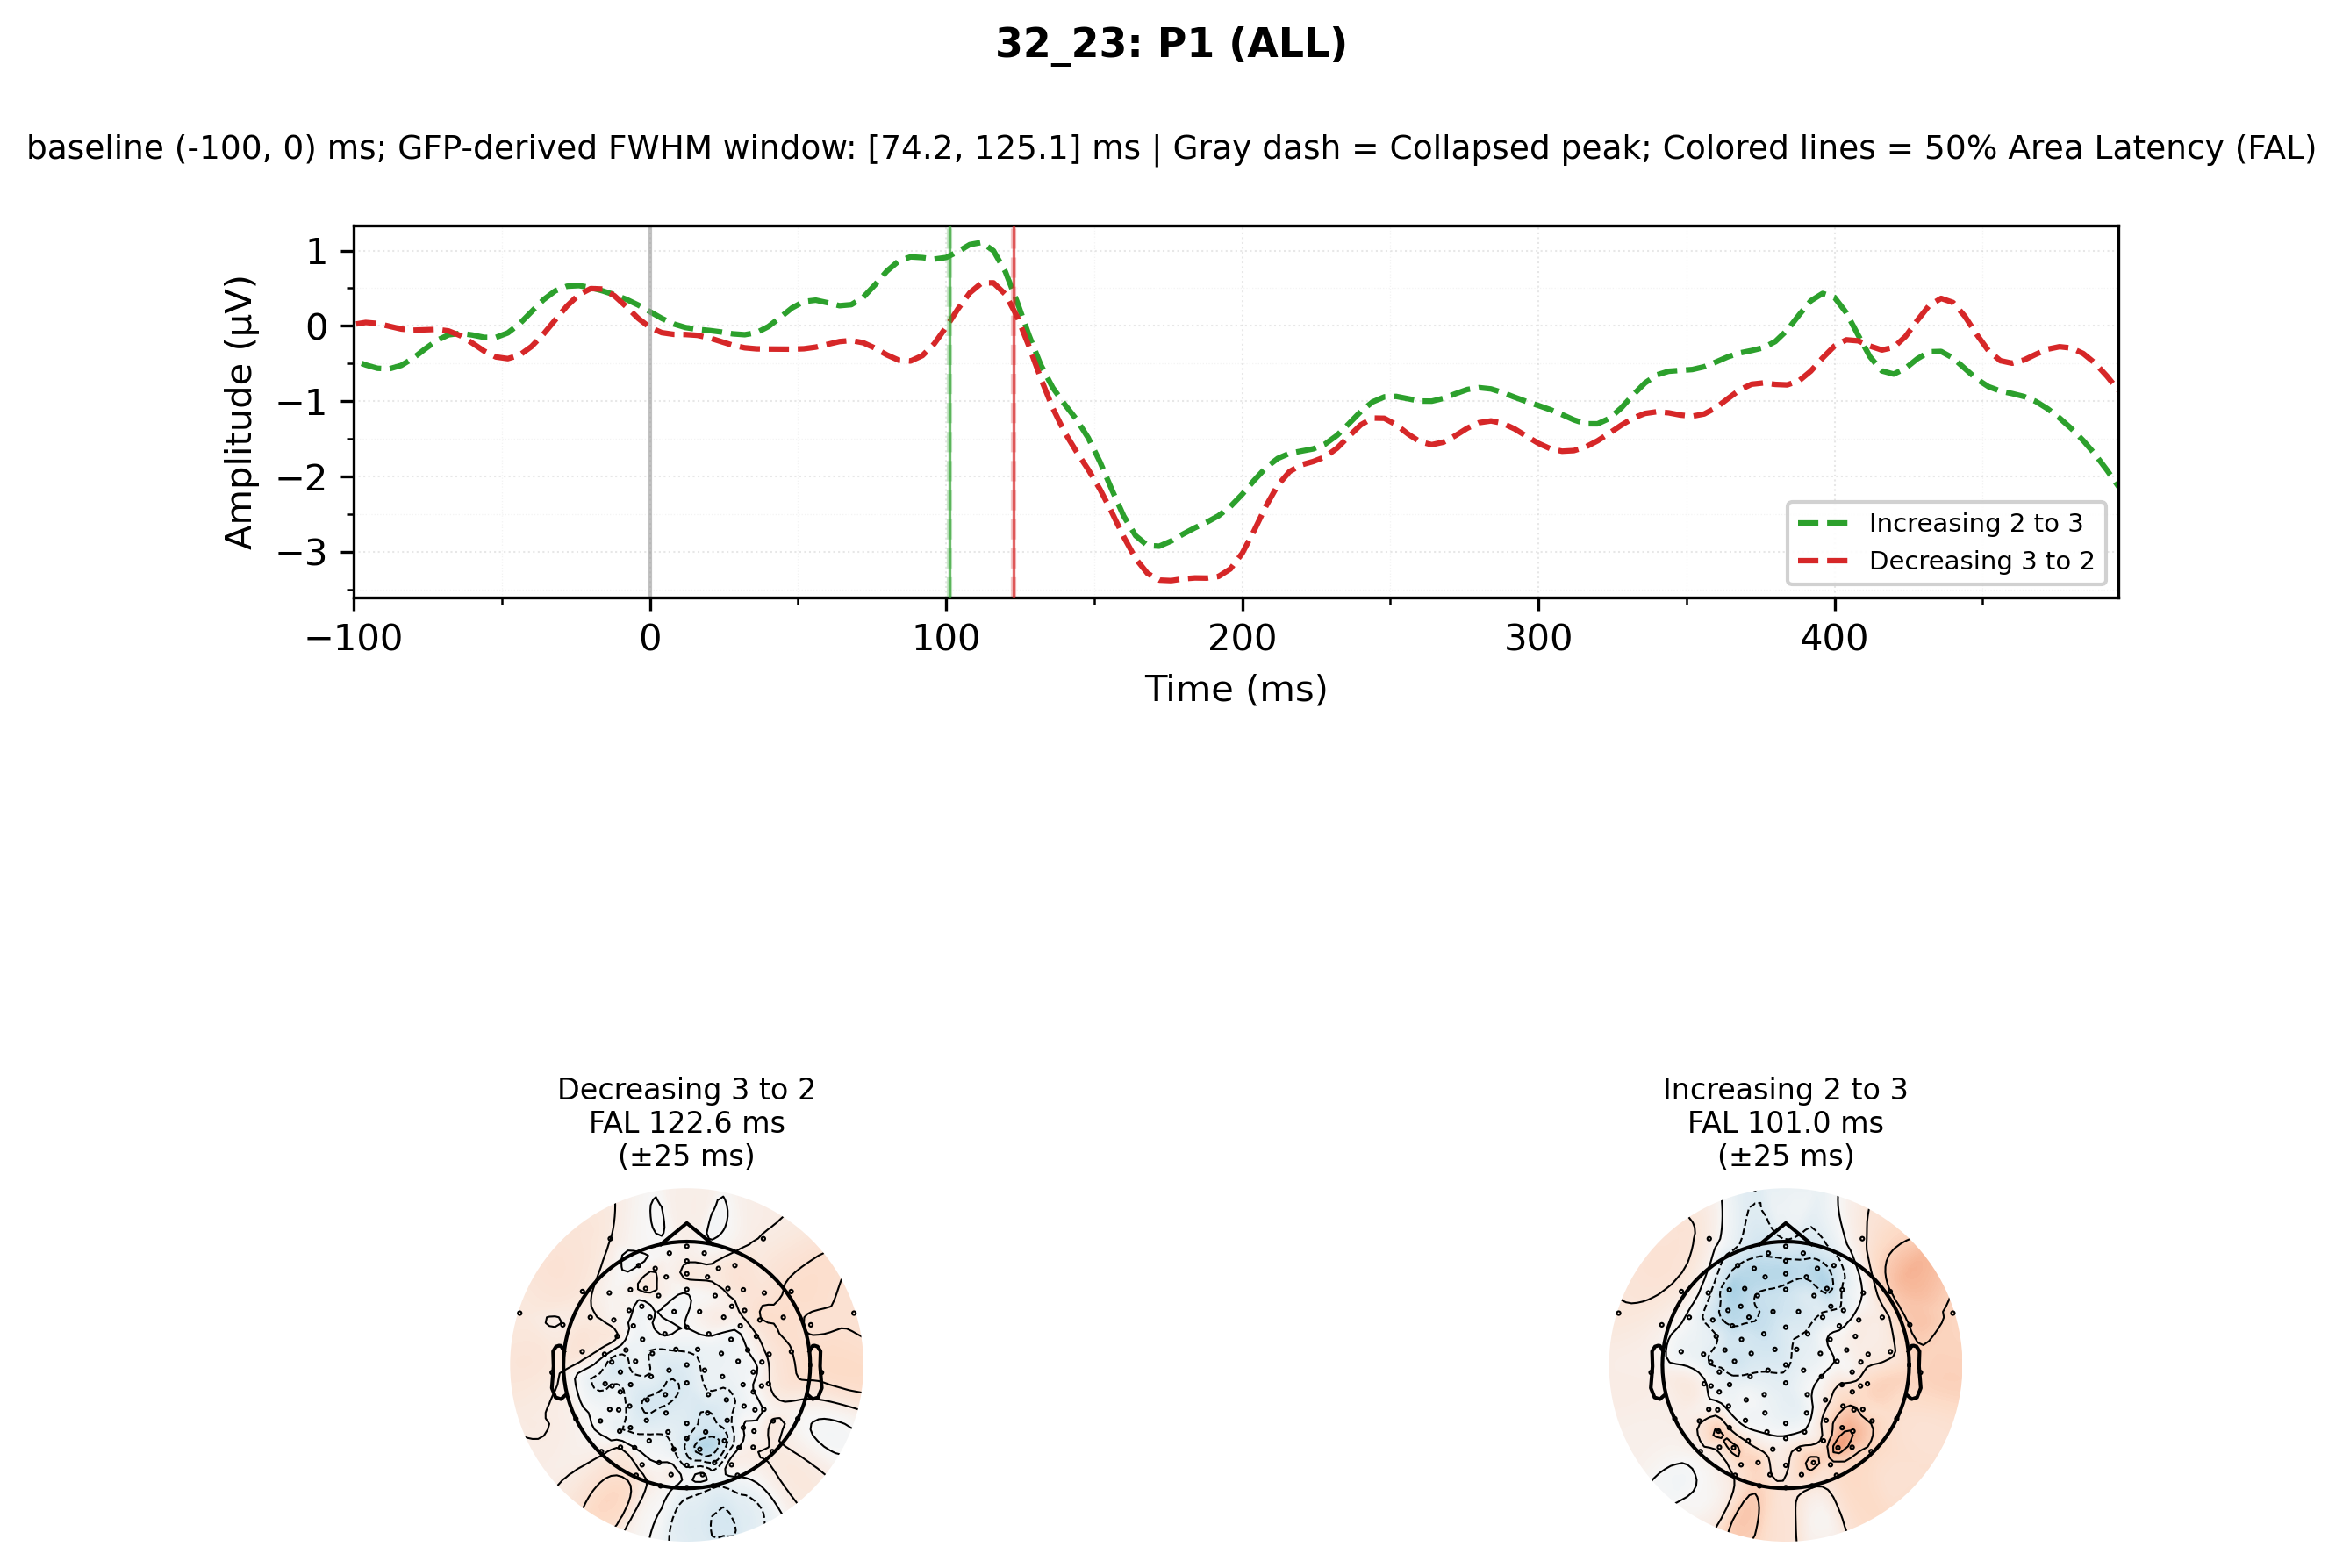 32_23: P1 (ALL)
baseline (-100, 0) ms; GFP-derived FWHM window: [74.2, 125.1] ms | Gray dash = Collapsed peak; Colored lines = 50% Area Latency (FAL)
Amplitude (μV)
1
0
−1
−2
−3
−100
0
100
200
300
400
Time (ms)
Increasing 2 to 3
Decreasing 3 to 2
Decreasing 3 to 2
FAL 122.6 ms
(±25 ms)
Increasing 2 to 3
FAL 101.0 ms
(±25 ms)